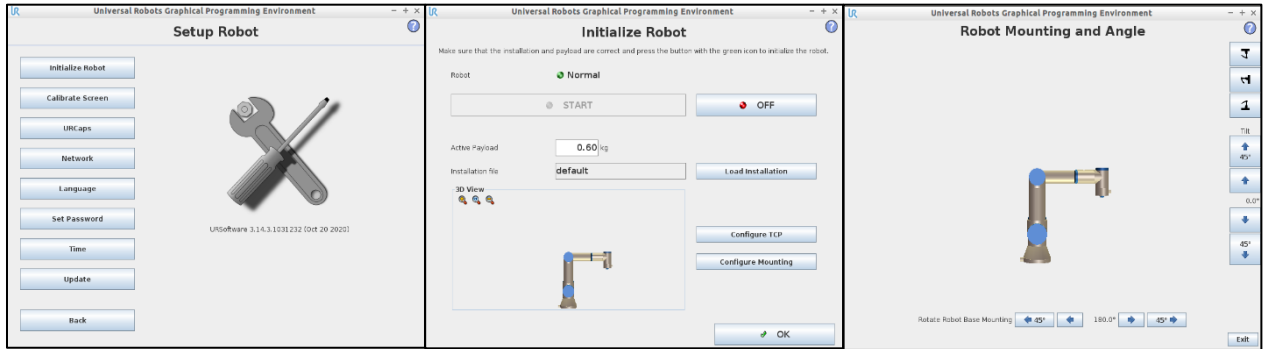 UR Universal Robots Graphical Programming Environment - + ×
Setup Robot ?
Initialize Robot
Calibrate Screen
URCaps
Network
Language
Set Password
Time
Update
Back
URSoftware 3.14.3.1031232 (Oct 20 2020)
UR Universal Robots Graphical Programming Environment - + ×
Initialize Robot ?
Make sure that the installation and payload are correct and press the button with the green icon to initialize the robot.
Robot Normal
START OFF
Active Payload 0.60 kg
Installation file default Load Installation
3D View
Configure TCP
Configure Mounting
OK
UR Universal Robots Graphical Programming Environment - + ×
Robot Mounting and Angle ?
Tilt
45°
0.0°
45°
Rotate Robot Base Mounting 45° 180.0° 45°
Exit